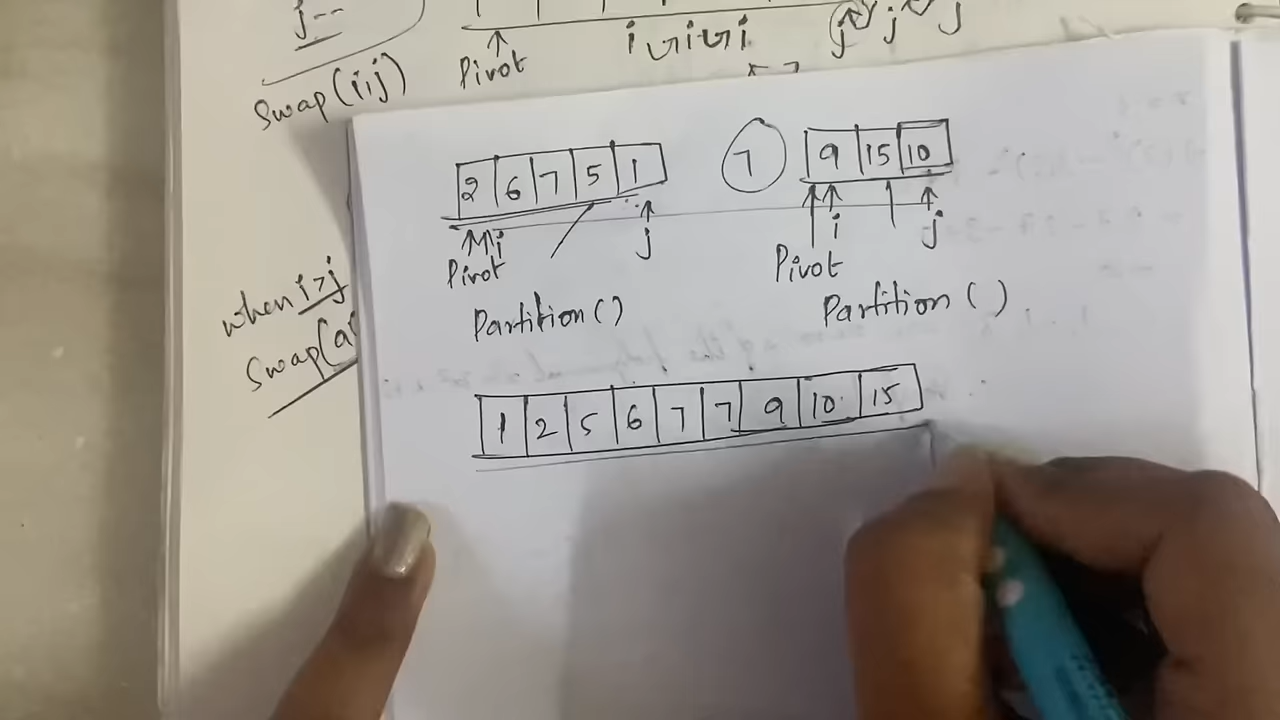 j--
Swap(i,j)
Pivot i i i j j j
2 6 7 5 1 7 9 15 10
i j i j
Pivot Pivot
Partition() Partition()
when i>j
Swap(a
1 2 5 6 7 7 9 10 15